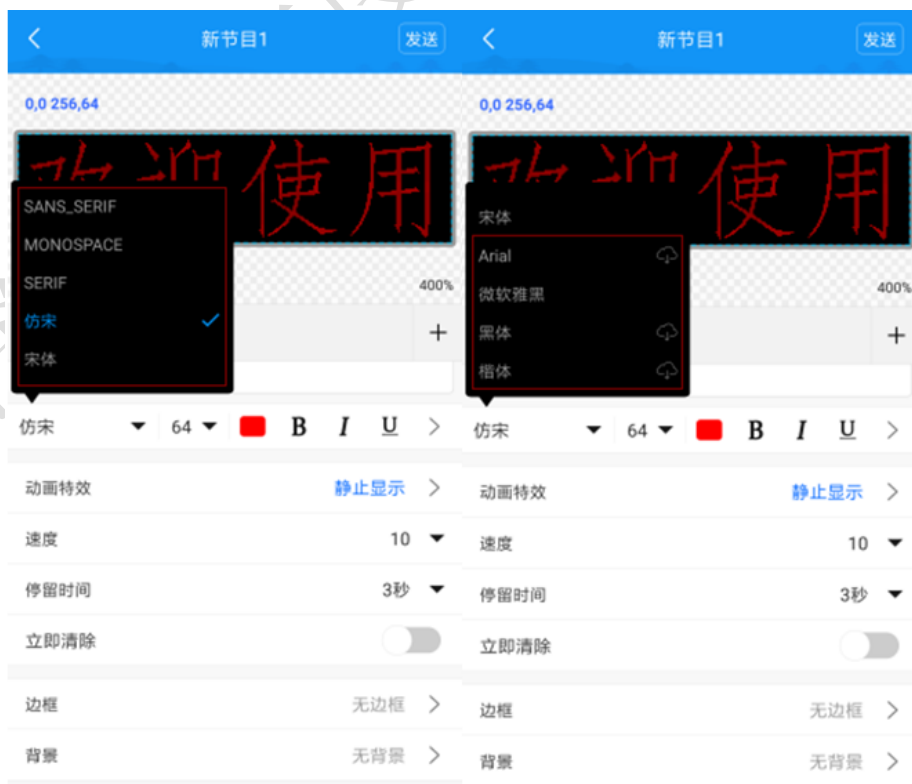 新节目1
发送
0,0 256,64
欢迎使用
SANS_SERIF
MONOSPACE
SERIF
仿宋
宋体
400%
+
仿宋 64 B I U
动画特效 静止显示
速度 10
停留时间 3秒
立即清除
边框 无边框
背景 无背景
新节目1
发送
0,0 256,64
欢迎使用
宋体
Arial
微软雅黑
黑体
楷体
400%
+
仿宋 64 B I U
动画特效 静止显示
速度 10
停留时间 3秒
立即清除
边框 无边框
背景 无背景